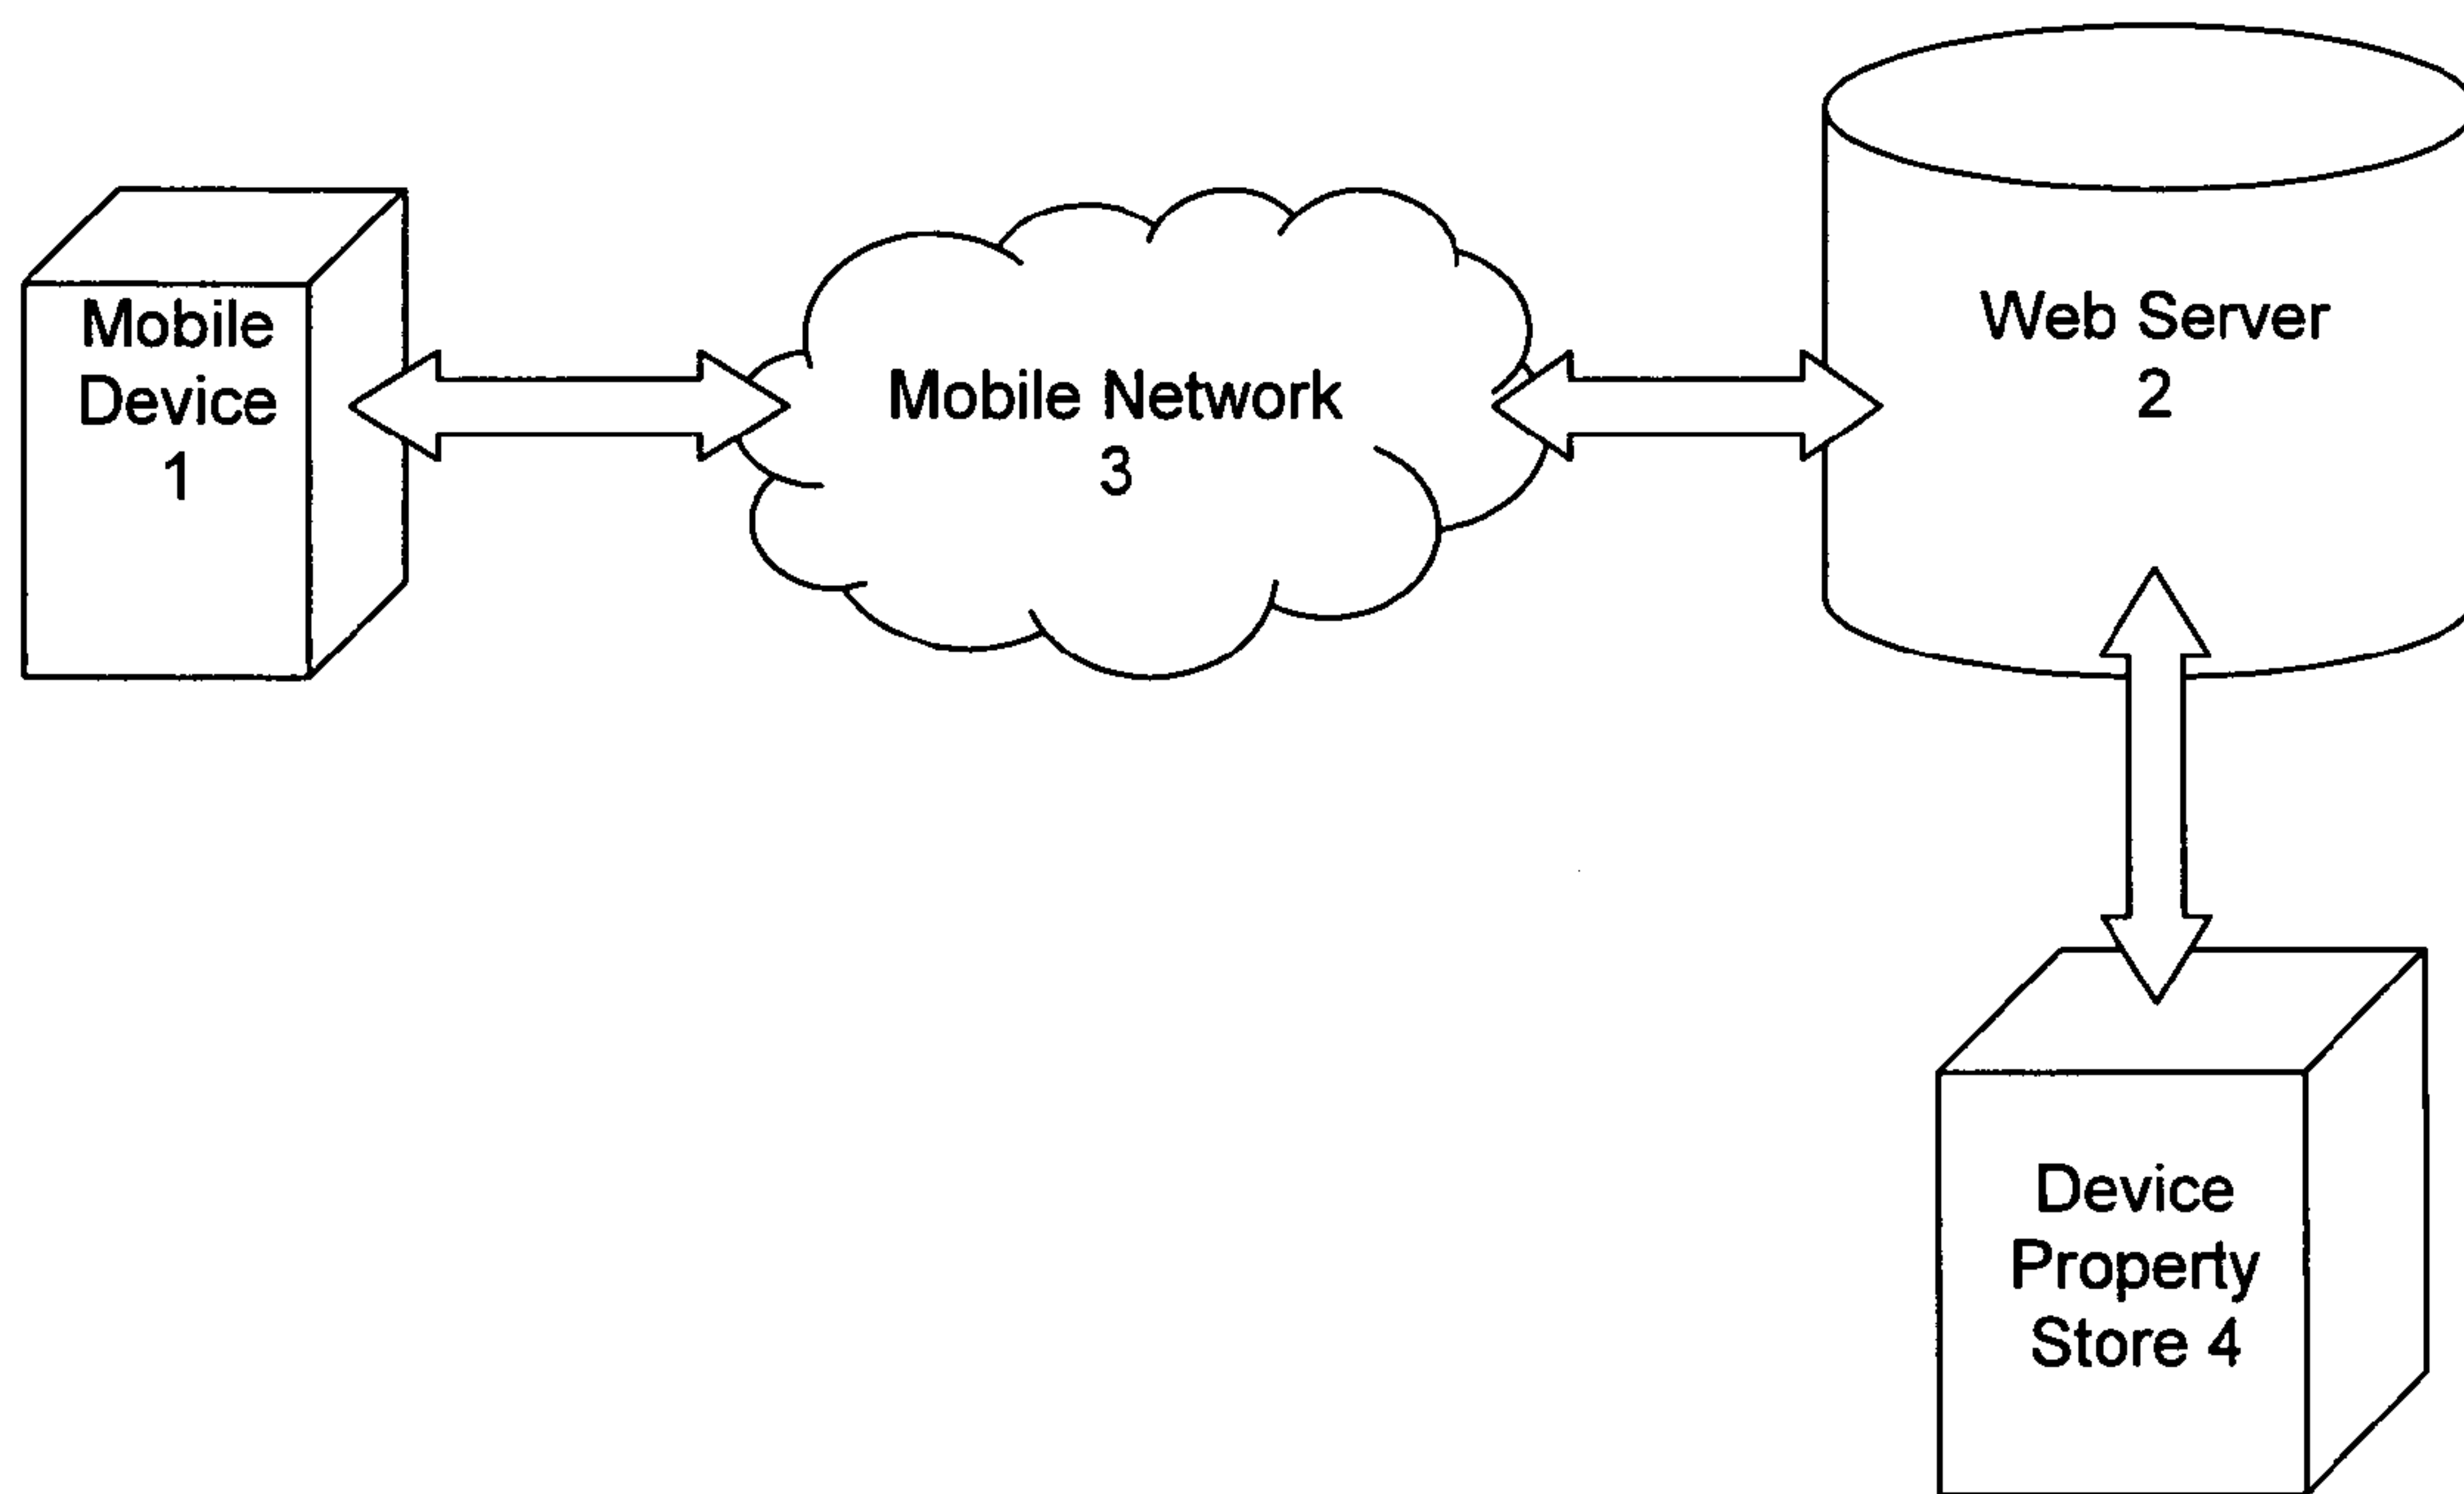 Mobile
Device
1
Mobile Network
3
Web Server
2
Device
Property
Store 4